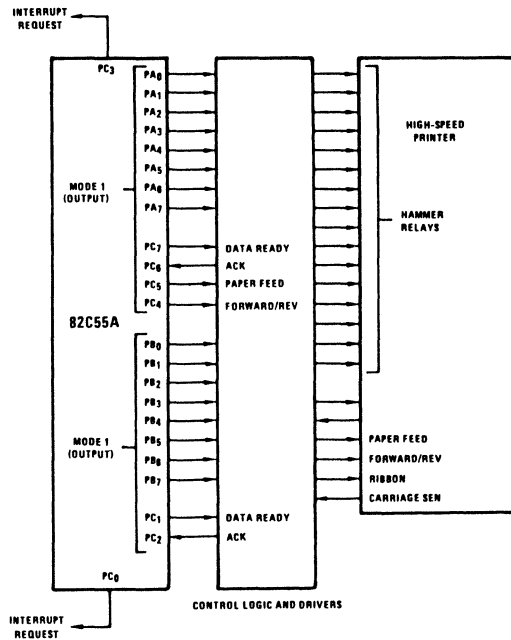 INTERRUPT
REQUEST
PC3
PA0
PA1
PA2
PA3
PA4
PA5
PA6
PA7
MODE 1
(OUTPUT)
PC7
DATA READY
PC6
ACK
PC5
PAPER FEED
PC4
FORWARD/REV
82C55A
PB0
PB1
PB2
PB3
PB4
PB5
PB6
PB7
MODE 1
(OUTPUT)
PC1
DATA READY
PC2
ACK
PC0
INTERRUPT
REQUEST
CONTROL LOGIC AND DRIVERS
HIGH-SPEED
PRINTER
HAMMER
RELAYS
PAPER FEED
FORWARD/REV
RIBBON
CARRIAGE SEN